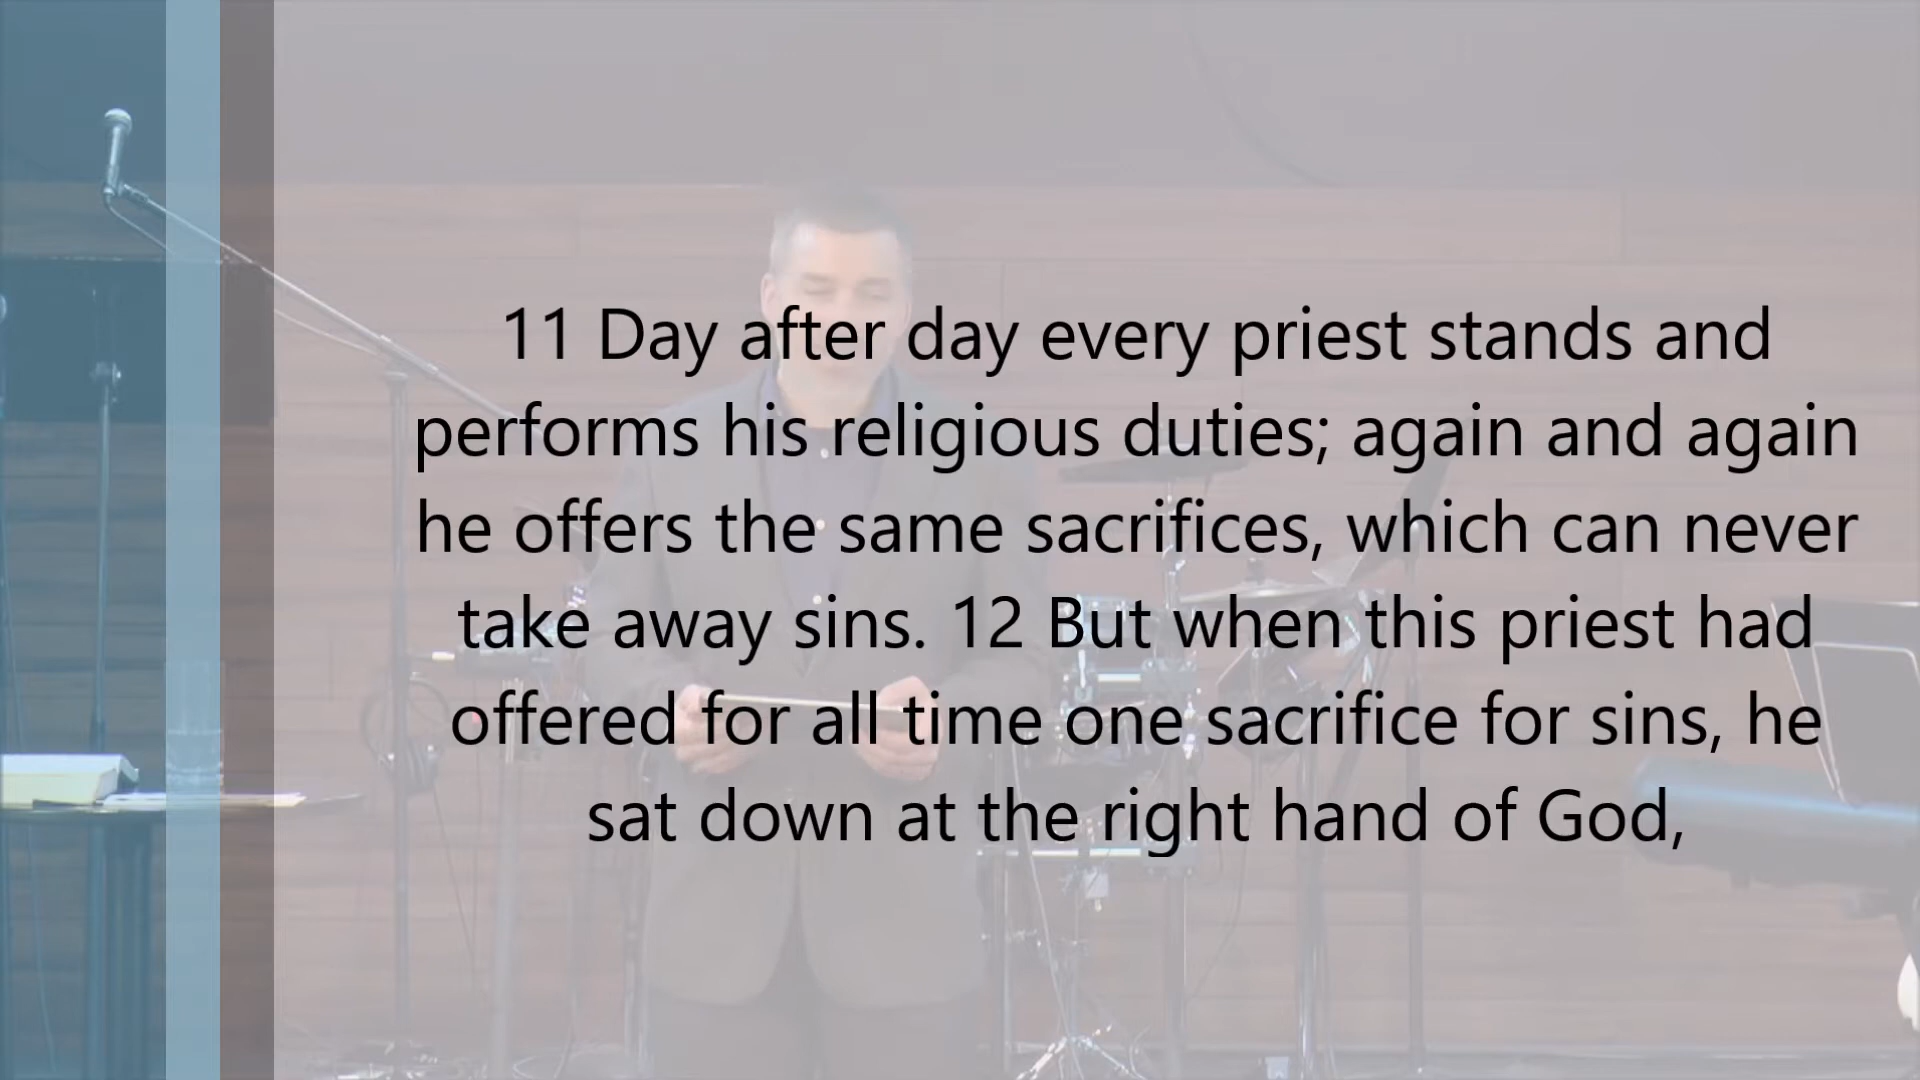 11 Day after day every priest stands and
performs his religious duties; again and again
he offers the same sacrifices, which can never
take away sins. 12 But when this priest had
offered for all time one sacrifice for sins, he
sat down at the right hand of God,